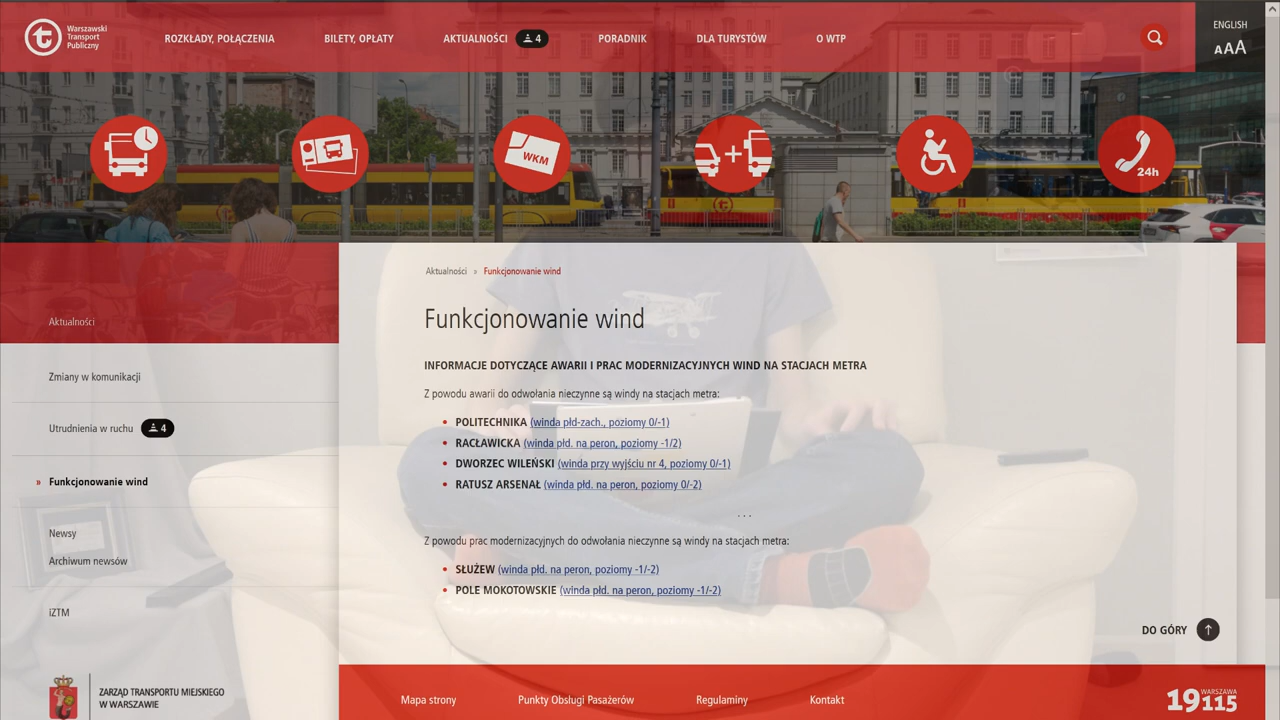 Warszawski
Transport
Publiczny
ROZKŁADY, POŁĄCZENIA
BILETY, OPŁATY
AKTUALNOŚCI 4
PORADNIK
DLA TURYSTÓW
O WTP
ENGLISH
AAA
WKM
24h
Aktualności » Funkcjonowanie wind
Funkcjonowanie wind
Aktualności
Zmiany w komunikacji
Utrudnienia w ruchu 4
» Funkcjonowanie wind
Newsy
Archiwum newsów
iZTM
INFORMACJE DOTYCZĄCE AWARII I PRAC MODERNIZACYJNYCH WIND NA STACJACH METRA
Z powodu awarii do odwołania nieczynne są windy na stacjach metra:
• POLITECHNIKA (winda płd-zach., poziomy 0/-1)
• RACŁAWICKA (winda płd. na peron, poziomy -1/2)
• DWORZEC WILEŃSKI (winda przy wyjściu nr 4, poziomy 0/-1)
• RATUSZ ARSENAŁ (winda płd. na peron, poziomy 0/-2)
. . .
Z powodu prac modernizacyjnych do odwołania nieczynne są windy na stacjach metra:
• SŁUŻEW (winda płd. na peron, poziomy -1/-2)
• POLE MOKOTOWSKIE (winda płd. na peron, poziomy -1/-2)
DO GÓRY
ZARZĄD TRANSPORTU MIEJSKIEGO
W WARSZAWIE
Mapa strony
Punkty Obsługi Pasażerów
Regulaminy
Kontakt
WARSZAWA
19115